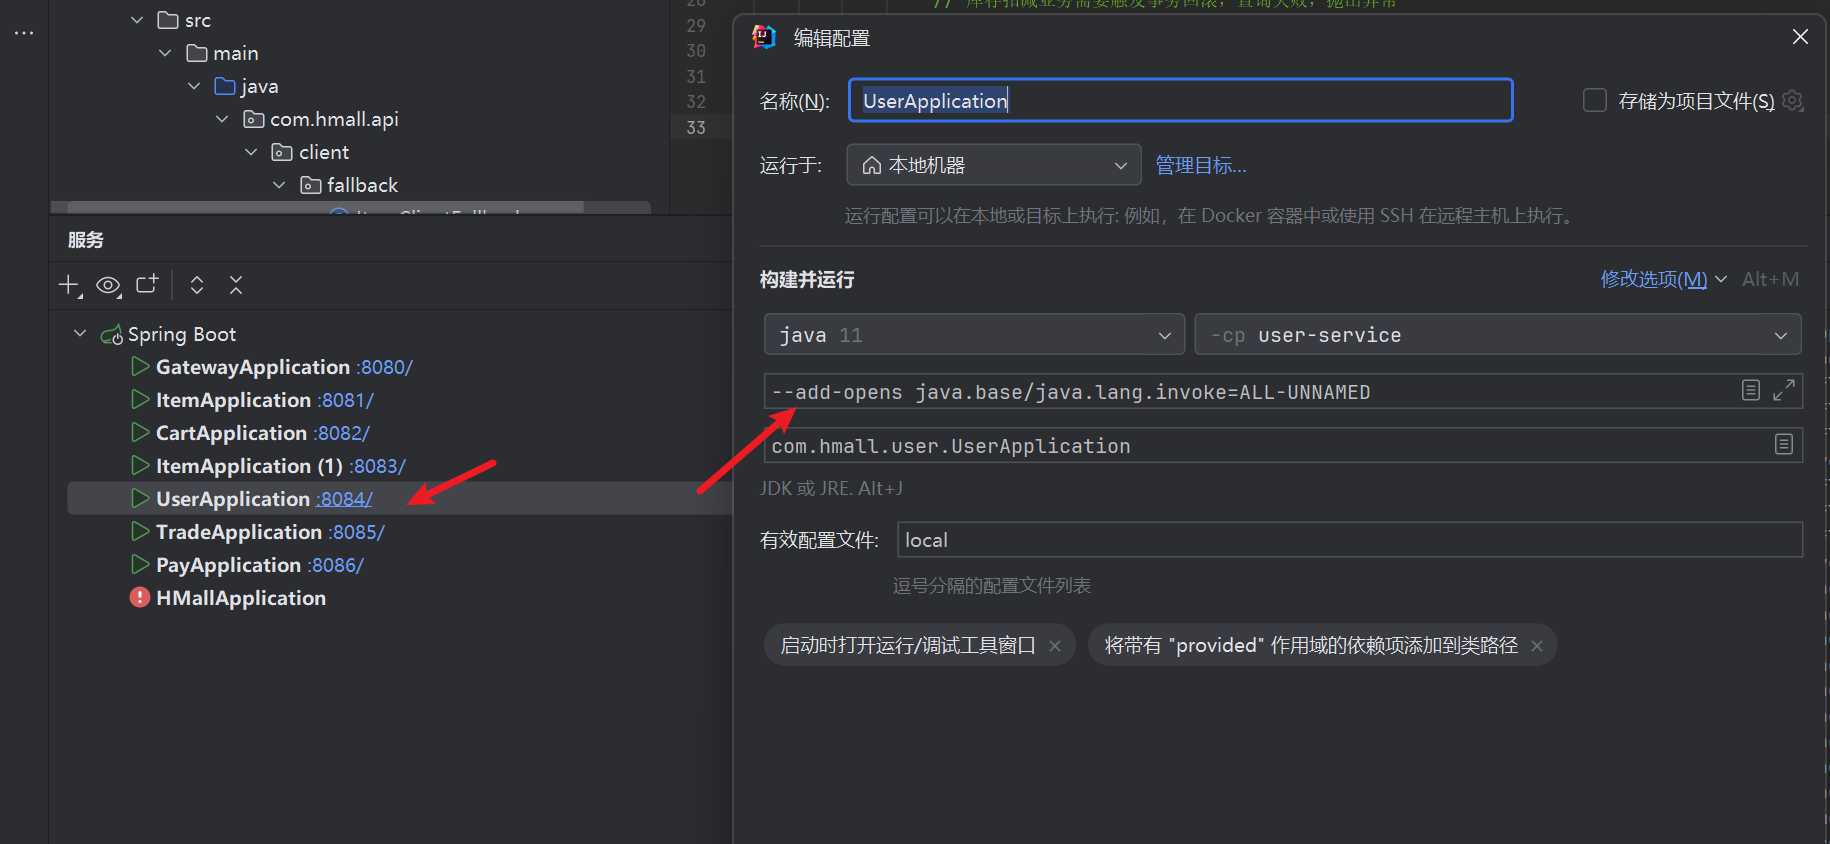 src
main
java
com.hmall.api
client
fallback
服务
Spring Boot
GatewayApplication :8080/
ItemApplication :8081/
CartApplication :8082/
ItemApplication (1) :8083/
UserApplication :8084/
TradeApplication :8085/
PayApplication :8086/
HMallApplication
29
30
31
32
33
编辑配置
名称(N): UserApplication 存储为项目文件(S)
运行于: 本地机器 管理目标...
运行配置可以在本地或目标上执行: 例如，在 Docker 容器中或使用 SSH 在远程主机上执行。
构建并运行 修改选项(M) Alt+M
java 11 -cp user-service
--add-opens java.base/java.lang.invoke=ALL-UNNAMED
com.hmall.user.UserApplication
JDK 或 JRE. Alt+J
有效配置文件: local
逗号分隔的配置文件列表
启动时打开运行/调试工具窗口 将带有 "provided" 作用域的依赖项添加到类路径